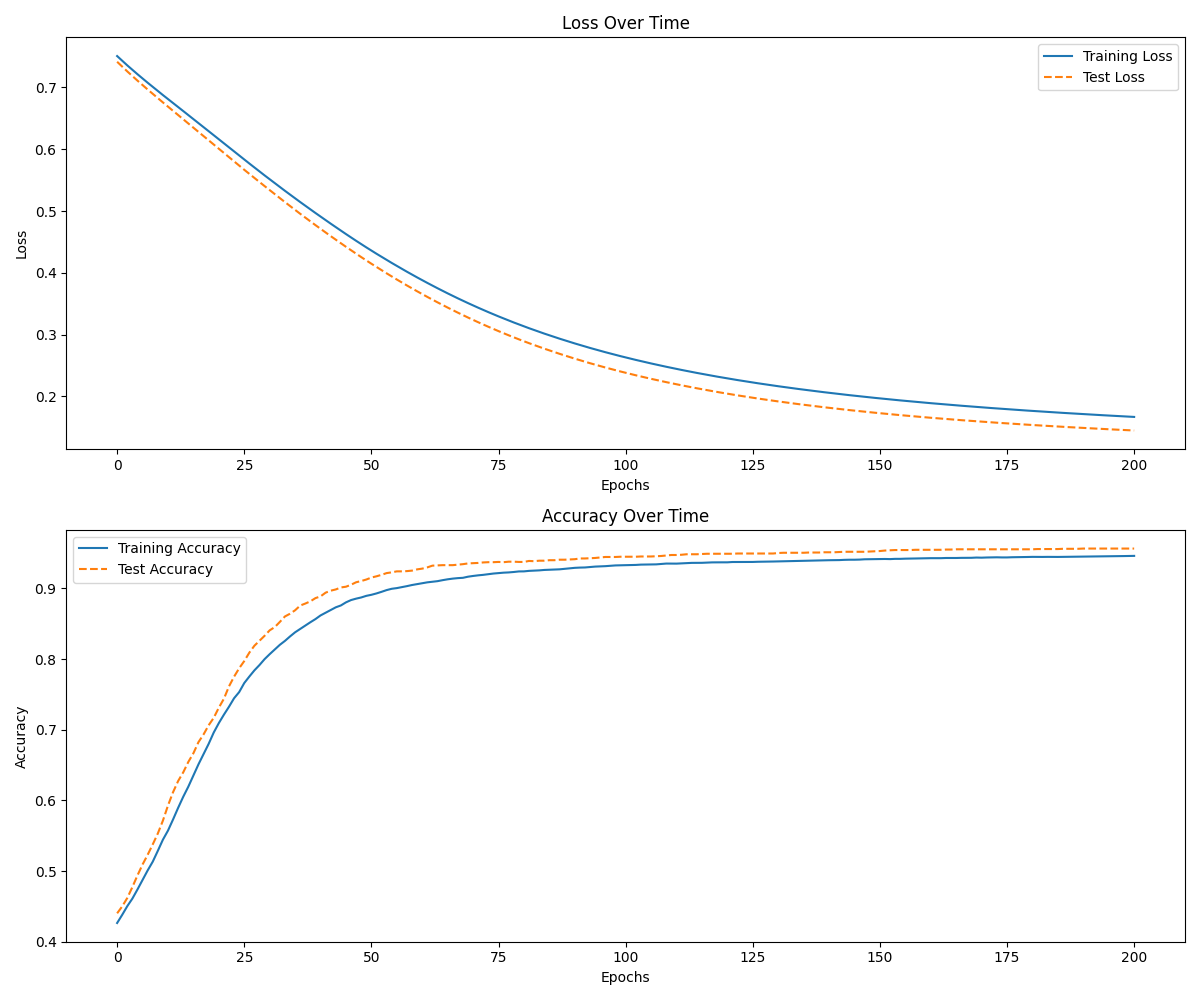 Loss Over Time
Training Loss
Test Loss
0.7
0.6
0.5
0.4
0.3
0.2
Loss
0 25 50 75 100 125 150 175 200
Epochs
Accuracy Over Time
Training Accuracy
Test Accuracy
0.9
0.8
0.7
0.6
0.5
0.4
Accuracy
0 25 50 75 100 125 150 175 200
Epochs